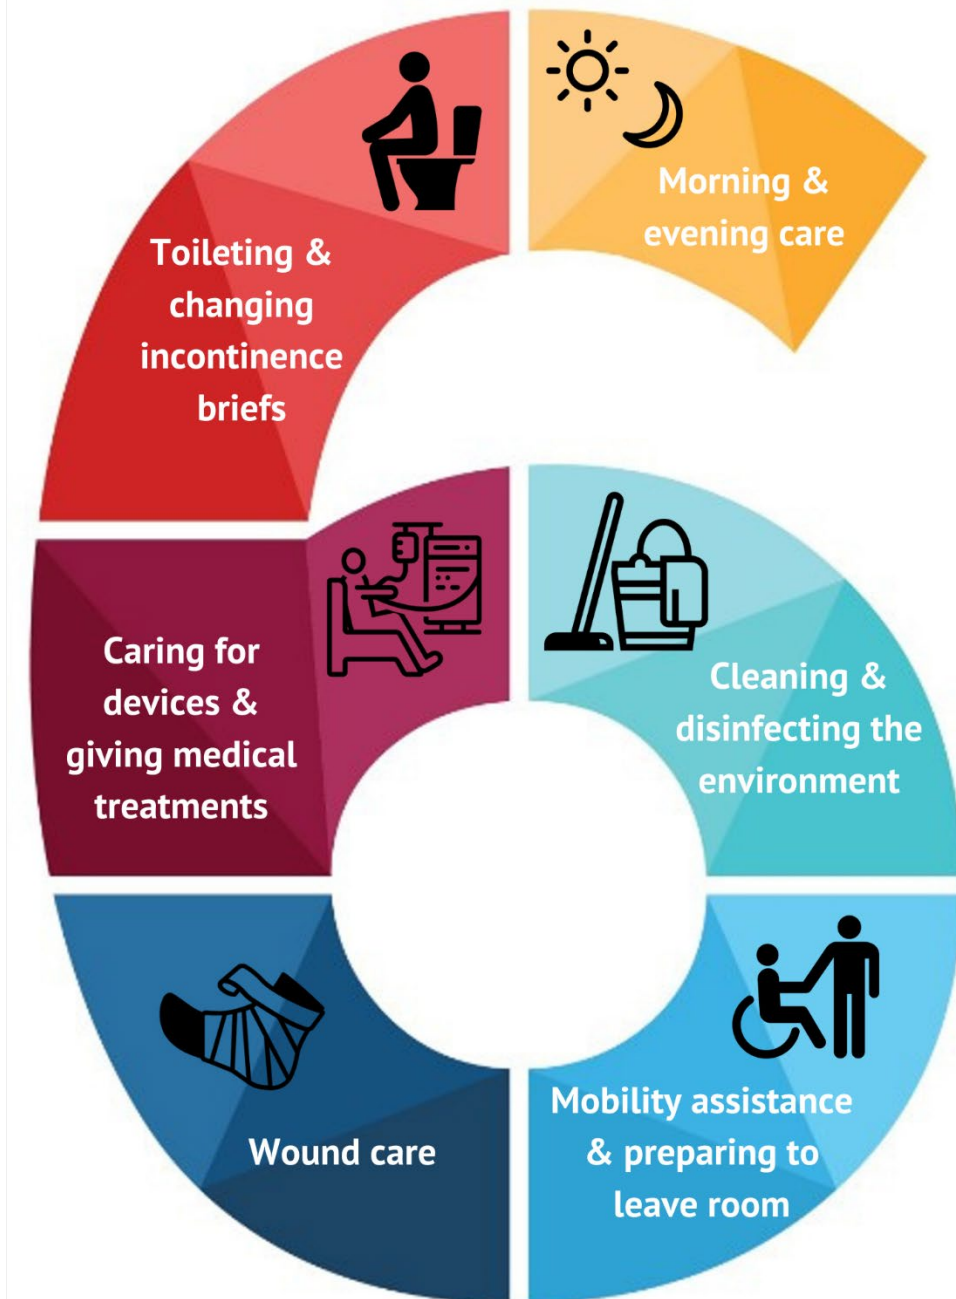 Morning &
evening care
Toileting &
changing
incontinence
briefs
Caring for
devices &
giving medical
treatments
Cleaning &
disinfecting the
environment
Wound care
Mobility assistance
& preparing to
leave room